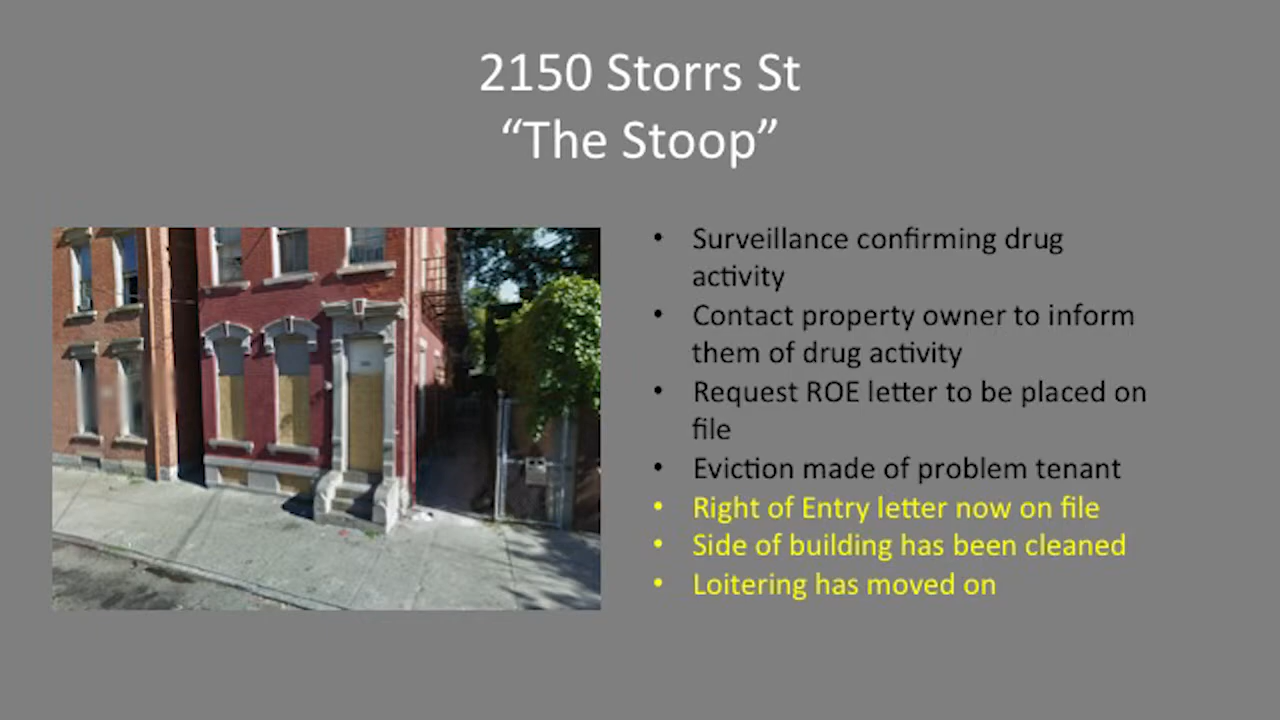 2150 Storrs St
“The Stoop”
• Surveillance confirming drug
activity
• Contact property owner to inform
them of drug activity
• Request ROE letter to be placed on
file
• Eviction made of problem tenant
• Right of Entry letter now on file
• Side of building has been cleaned
• Loitering has moved on